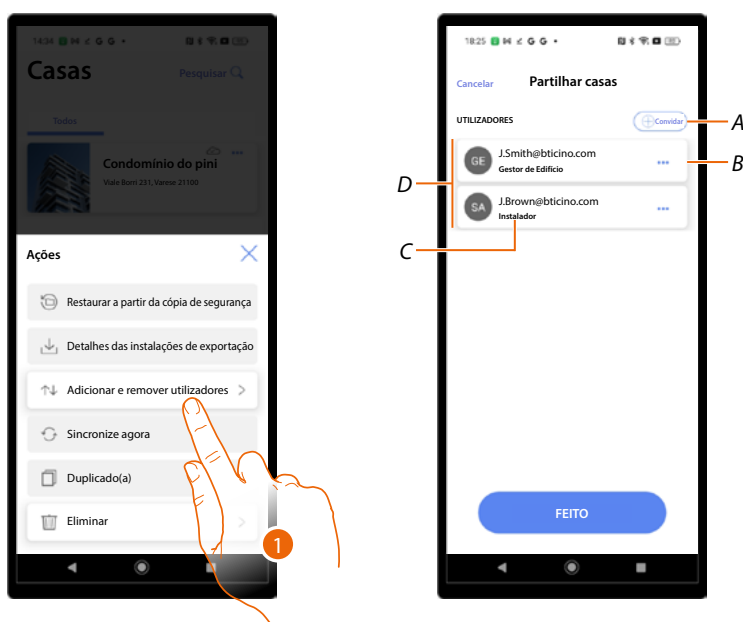 14:34
Casas
Pesquisar
Todos
Condomínio do pini
Viale Borri 231, Varese 21100
Ações
Restaurar a partir da cópia de segurança
Detalhes das instalações de exportação
Adicionar e remover utilizadores
Sincronize agora
Duplicado(a)
Eliminar
1
18:25
Cancelar
Partilhar casas
UTILIZADORES
Convidar
A
GE
J.Smith@bticino.com
Gestor de Edifício
B
D
SA
J.Brown@bticino.com
Instalador
C
FEITO